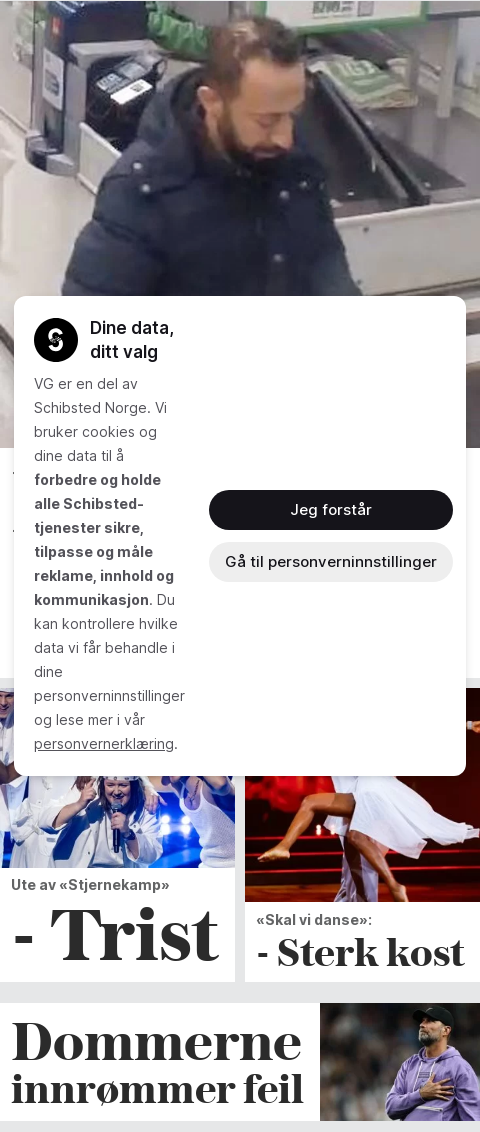 Dine data,
ditt valg
VG er en del av
Schibsted Norge. Vi
bruker cookies og
dine data til å
forbedre og holde
alle Schibsted-
tjenester sikre,
tilpasse og måle
reklame, innhold og
kommunikasjon. Du
kan kontrollere hvilke
data vi får behandle i
dine
personverninnstillinger
og lese mer i vår
personvernerklæring.
Jeg forstår
Gå til personverninnstillinger
Ute av «Stjernekamp»
- Trist
«Skal vi danse»:
- Sterk kost
Dommerne
innrømmer feil